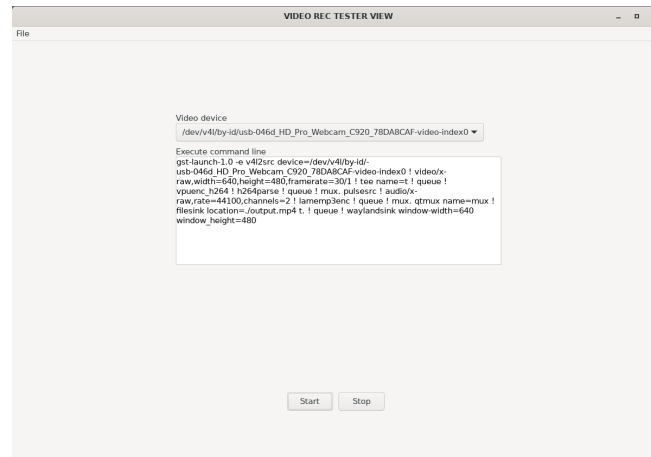 VIDEO REC TESTER VIEW
File
Video device
/dev/v4l/by-id/usb-046d_HD_Pro_Webcam_C920_78DA8CAF-video-index0
Execute command line
gst-launch-1.0 -e v4l2src device=/dev/v4l/by-id/-
usb-046d_HD_Pro_Webcam_C920_78DA8CAF-video-index0 ! video/x-
raw,width=640,height=480,framerate=30/1 ! tee name=t ! queue !
vpuenc_h264 ! h264parse ! queue ! mux. pulsesrc ! audio/x-
raw,rate=44100,channels=2 ! lamemp3enc ! queue ! mux. qtmux name=mux !
filesink location=./output.mp4 t. ! queue ! waylandsink window-width=640
window_height=480
Start Stop